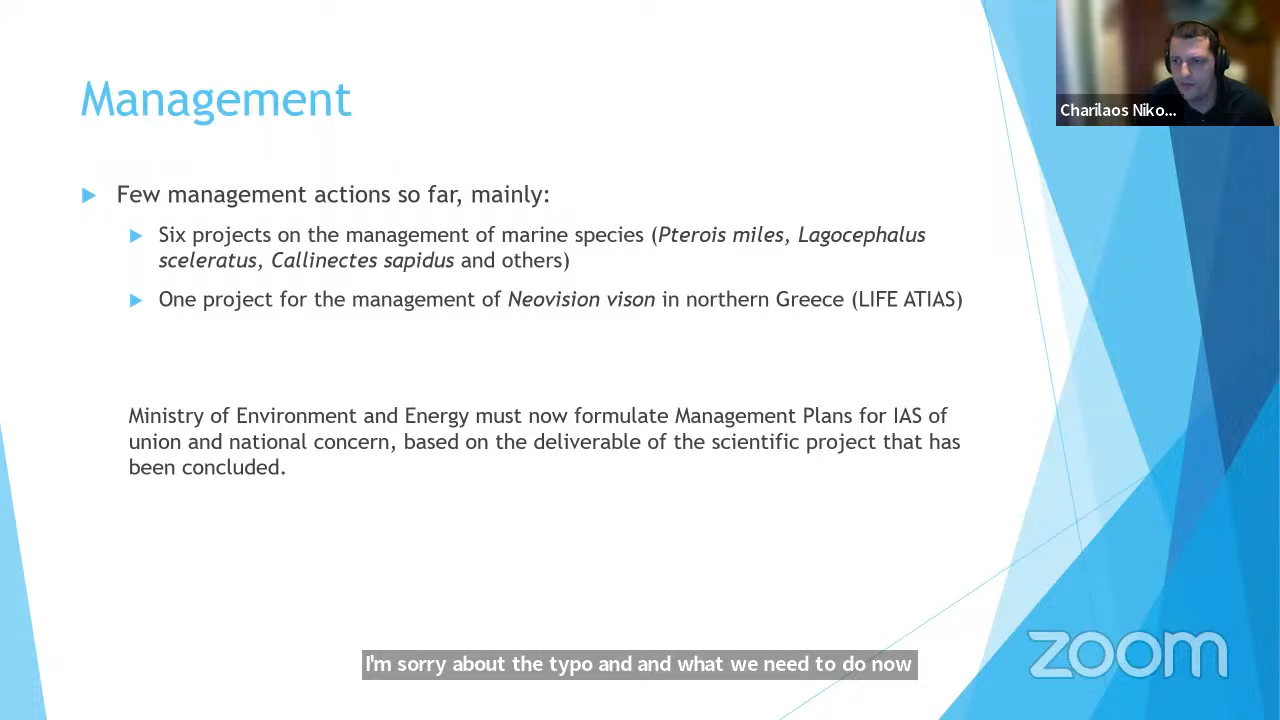 Management
Few management actions so far, mainly:
Six projects on the management of marine species (Pterois miles, Lagocephalus
sceleratus, Callinectes sapidus and others)
One project for the management of Neovision vison in northern Greece (LIFE ATIAS)
Ministry of Environment and Energy must now formulate Management Plans for IAS of
union and national concern, based on the deliverable of the scientific project that has
been concluded.
Charilaos Niko...
I'm sorry about the typo and and what we need to do now
zoom